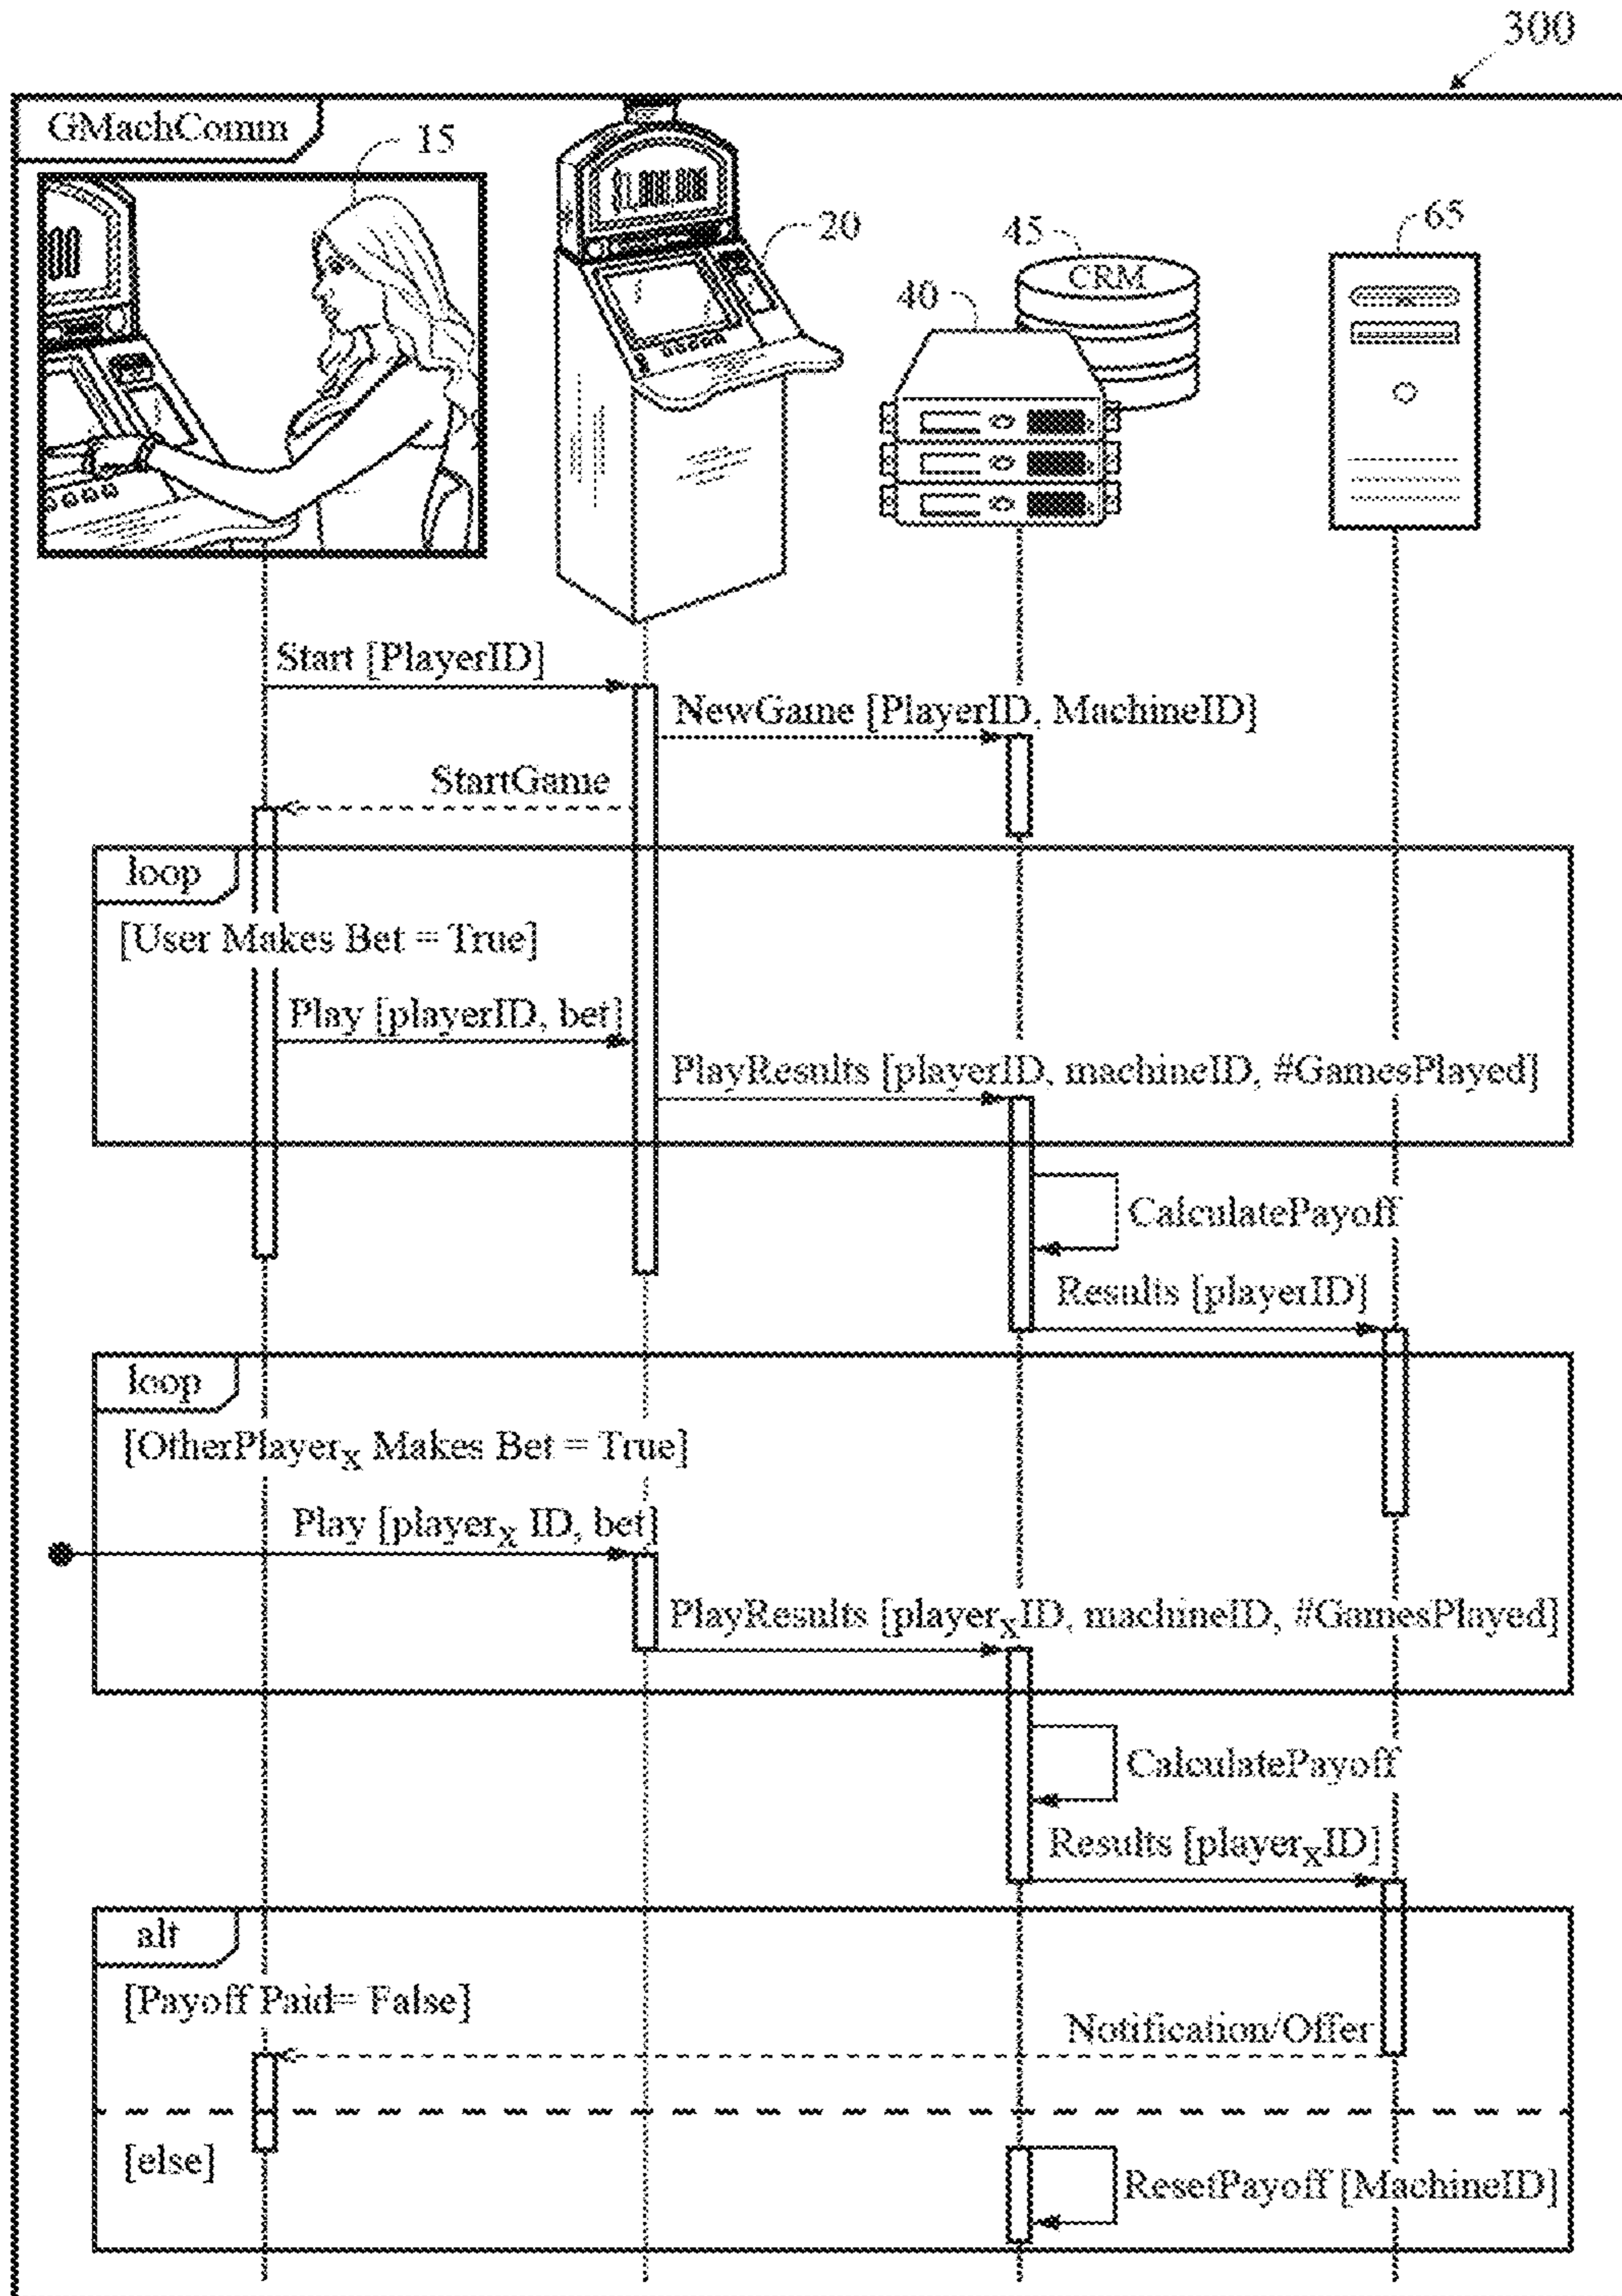 300
GMachComm
15
20
45
65
CRM
40
Start [PlayerID]
NewGame [PlayerID, MachineID]
StartGame
loop
[User Makes Bet = True]
Play [playerID, bet]
PlayResults [playerID, machineID, #GamesPlayed]
CalculatePayoff
Results [playerID]
loop
[OtherPlayerX Makes Bet = True]
Play [playerX ID, bet]
PlayResults [playerXID, machineID, #GamesPlayed]
CalculatePayoff
Results [playerXID]
alt
[Payoff Paid= False]
Notification/Offer
[else]
ResetPayoff [MachineID]